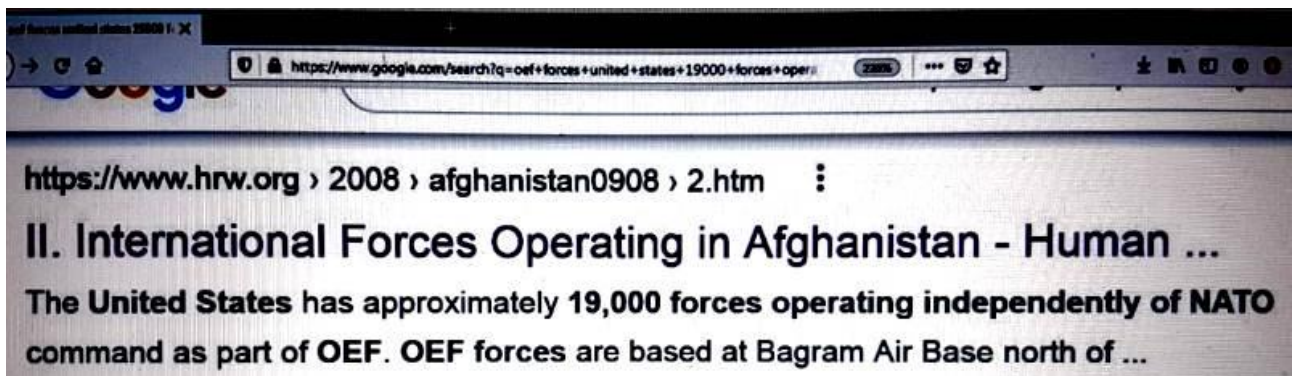 https://www.google.com/search?q=oef+forces+united+states+19000+forces+oper
Google
https://www.hrw.org › 2008 › afghanistan0908 › 2.htm
II. International Forces Operating in Afghanistan - Human ...
The United States has approximately 19,000 forces operating independently of NATO
command as part of OEF. OEF forces are based at Bagram Air Base north of ...